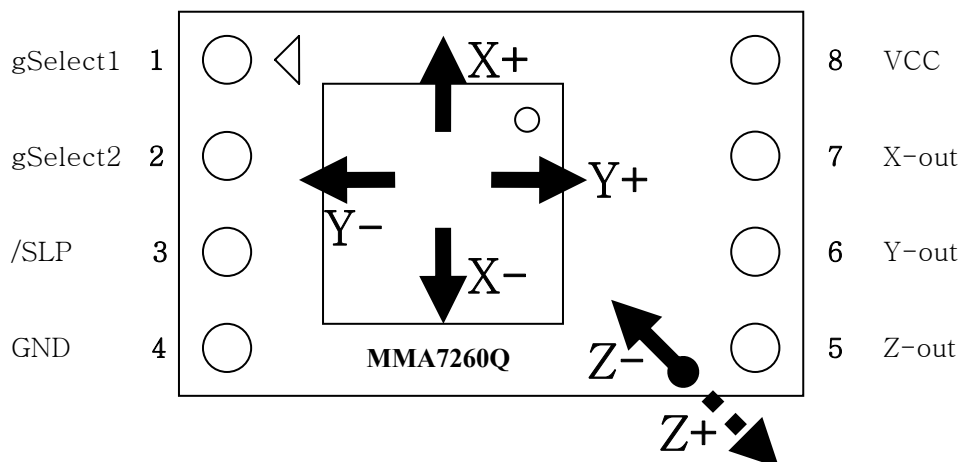 gSelect1 1
X+
8 VCC
gSelect2 2
7 X-out
Y+
Y-
/SLP 3
X-
6 Y-out
GND 4
MMA7260Q
Z-
5 Z-out
Z+